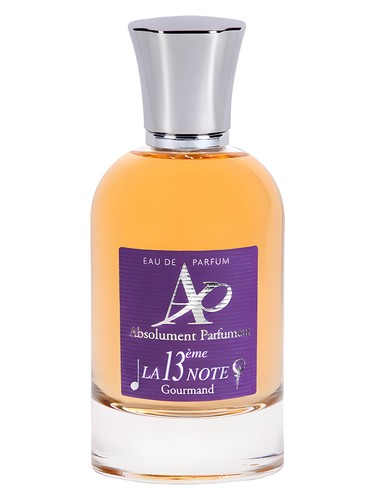 EAU DE PARFUM
AP
Absolument Parfumeur
LA 13ème NOTE
Gourmand